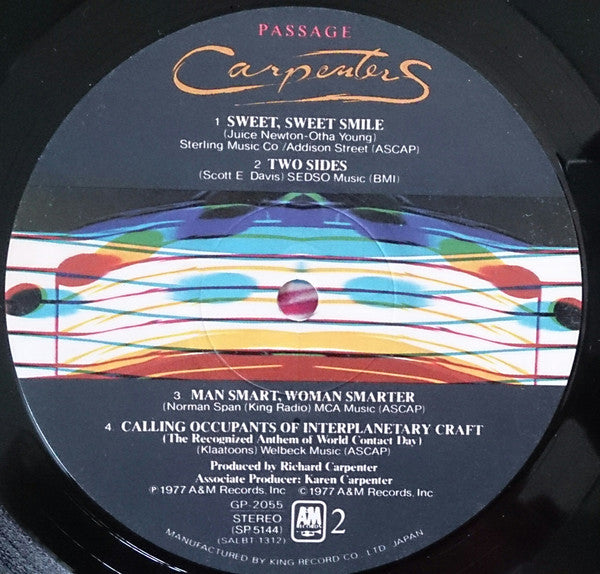 PASSAGE
Carpenters
1 SWEET, SWEET SMILE
(Juice Newton-Otha Young)
Sterling Music Co /Addison Street (ASCAP)
2 TWO SIDES
(Scott E Davis) SEDSO Music (BMI)
3 MAN SMART, WOMAN SMARTER
(Norman Span (King Radio) MCA Music (ASCAP)
4 CALLING OCCUPANTS OF INTERPLANETARY CRAFT
(The Recognized Anthem of World Contact Day)
(Klaatoons) Welbeck Music (ASCAP)
Produced by Richard Carpenter
Associate Producer: Karen Carpenter
℗ 1977 A&M Records, Inc © 1977 A&M Records, Inc
GP-2055
STEREO
(SP 5144)
(SALBT-1312)
A&M
RECORDS
2
MANUFACTURED BY KING RECORD CO. LTD. JAPAN